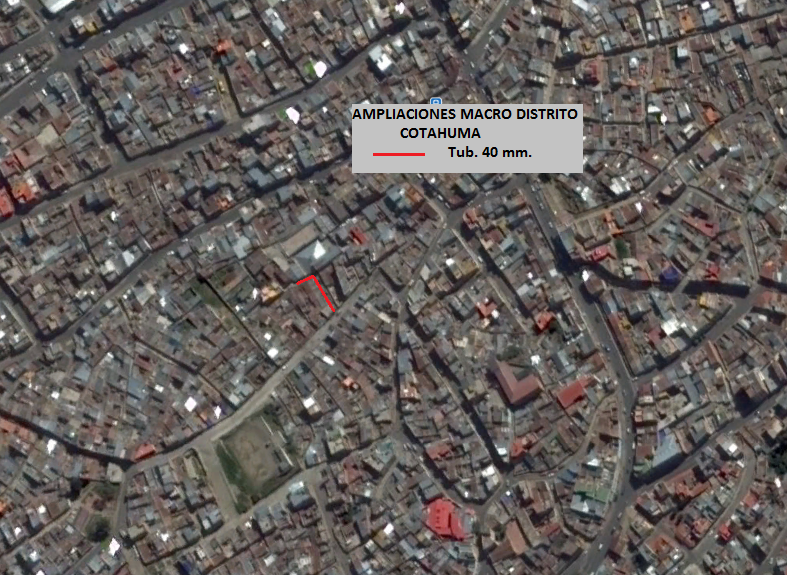 AMPLIACIONES MACRO DISTRITO
COTAHUMA
Tub. 40 mm.